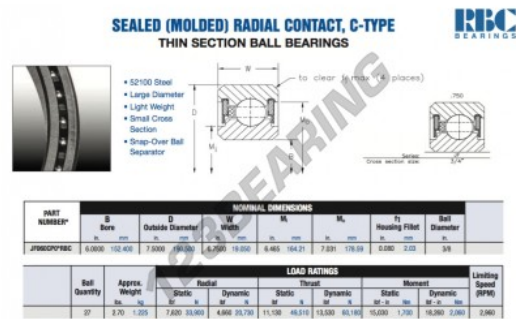 SEALED (MOLDED) RADIAL CONTACT, C-TYPE
THIN SECTION BALL BEARINGS
RBC
BEARINGS
• 52100 Steel
• Large Diameter
• Light Weight
• Small Cross
Section
• Snap-Over Ball
Separator
W
to clear f₁ max (4 places)
D
.750
Series
Cross section size: 3/4"
123BEARING
NOMINAL DIMENSIONS
PART NUMBER* B Bore D Outside Diameter W Width Housing Fillet Ball Diameter
in. mm in. mm in. mm in. mm in. mm in. mm in.
6.0000 152.400 7.5000 190.500 0.7500 19.050 6.465 164.21 7.031 178.59 0.080 2.03 3/8
LOAD RATINGS
Ball Quantity Approx. Weight Radial Thrust Moment Limiting Speed (RPM)
Static Dynamic Static Dynamic Static Dynamic
lbs. kg lbf N lbf N lbf N lbf N lbf - in Nm lbf - in Nm
27 2.70 1.225 7,620 33,900 4,660 20,730 11,130 49,510 13,530 60,180 15,030 1,700 18,260 2,060 2,960